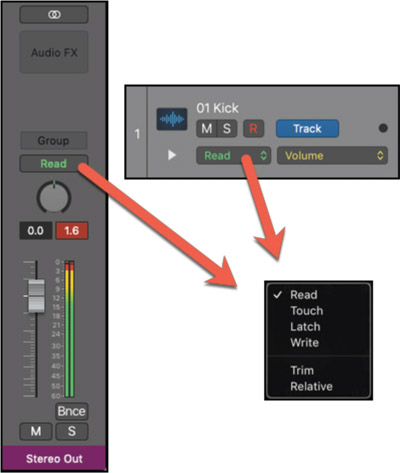 Audio FX
Group
Read
0.0 1.6
0
3
6
9
12
15
18
21
24
30
35
40
45
50
60
Bnce
M S
Stereo Out
1
01 Kick
M S R Track
Read Volume
✓ Read
Touch
Latch
Write
Trim
Relative